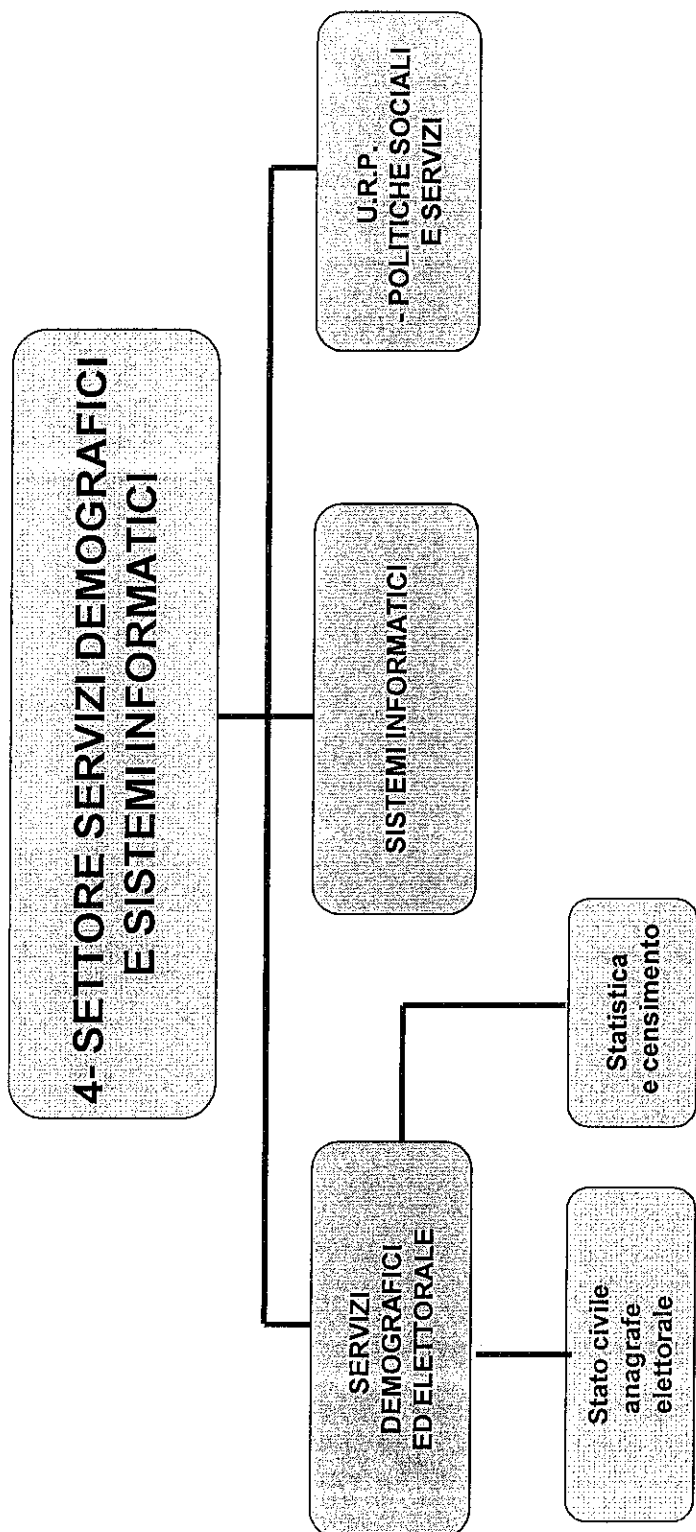 4- SETTORE SERVIZI DEMOGRAFICI
E SISTEMI INFORMATICI
SERVIZI
DEMOGRAFICI
ED ELETTORALE
SISTEMI INFORMATICI
U.R.P.
- POLITICHE SOCIALI
E SERVIZI
Stato civile
anagrafe
elettorale
Statistica
e censimento